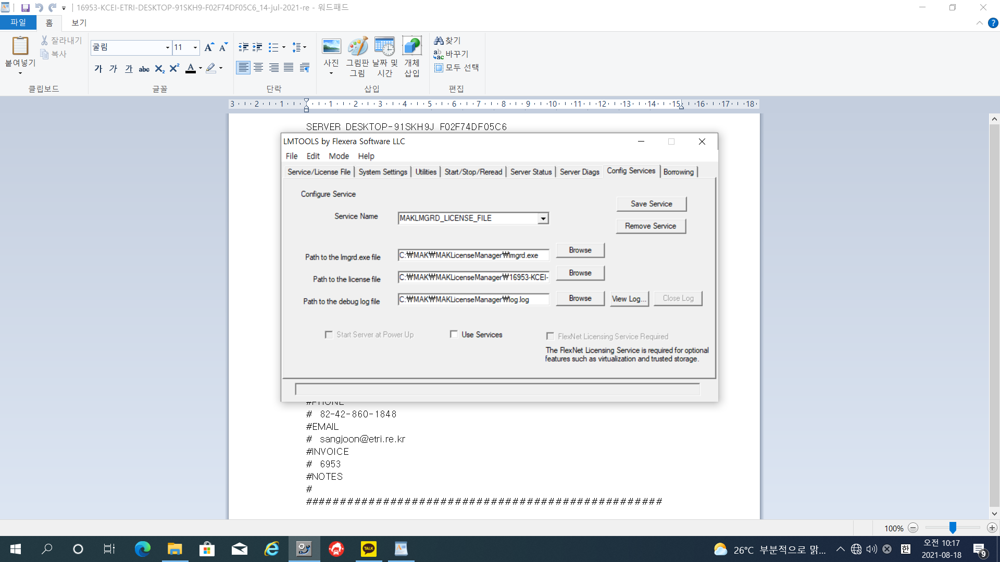 16953-KCEI-ETRI-DESKTOP-91SKH9-F02F74DF05C6_14-jul-2021-re - 워드패드
파일 홈 보기
붙여넣기
잘라내기
복사
클립보드
굴림 11
가 가 가 abc X₂ X² A
글꼴
단락
사진
그림판 그림
날짜 및 시간
개체 삽입
삽입
찾기
바꾸기
모두 선택
편집
3 2 1 1 2 3 4 5 6 7 8 9 10 11 12 13 14 15 16 17 18
SERVER DESKTOP-91SKH9J F02F74DF05C6
LMTOOLS by Flexera Software LLC
File Edit Mode Help
Service/License File System Settings Utilities Start/Stop/Reread Server Status Server Diags Config Services Borrowing
Configure Service
Save Service
Service Name MAKLMGRD_LICENSE_FILE
Remove Service
Path to the lmgrd.exe file C:₩MAK₩MAKLicenseManager₩lmgrd.exe Browse
Path to the license file C:₩MAK₩MAKLicenseManager₩16953-KCEI- Browse
Path to the debug log file C:₩MAK₩MAKLicenseManager₩log.log Browse View Log... Close Log
Start Server at Power Up Use Services FlexNet Licensing Service Required
The FlexNet Licensing Service is required for optional
features such as virtualization and trusted storage.
#PHONE
# 82-42-860-1848
#EMAIL
# sangjoon@etri.re.kr
#INVOICE
# 6953
#NOTES
#
##################################################
100%
26°C 부분적으로 맑... 한 오전 10:17
2021-08-18 9
TALK